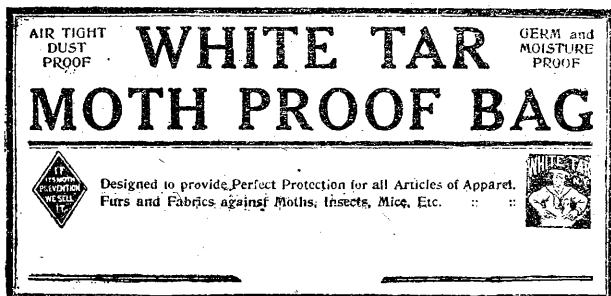 AIR TIGHT
DUST
PROOF
WHITE TAR
GERM and
MOISTURE
PROOF
MOTH PROOF BAG
IF
ITS MOTH
PREVENTION
WE SELL
IT
Designed to provide Perfect Protection for all Articles of Apparel,
Furs and Fabrics against Moths, Insects, Mice, Etc. :: ::
WHITE TAR